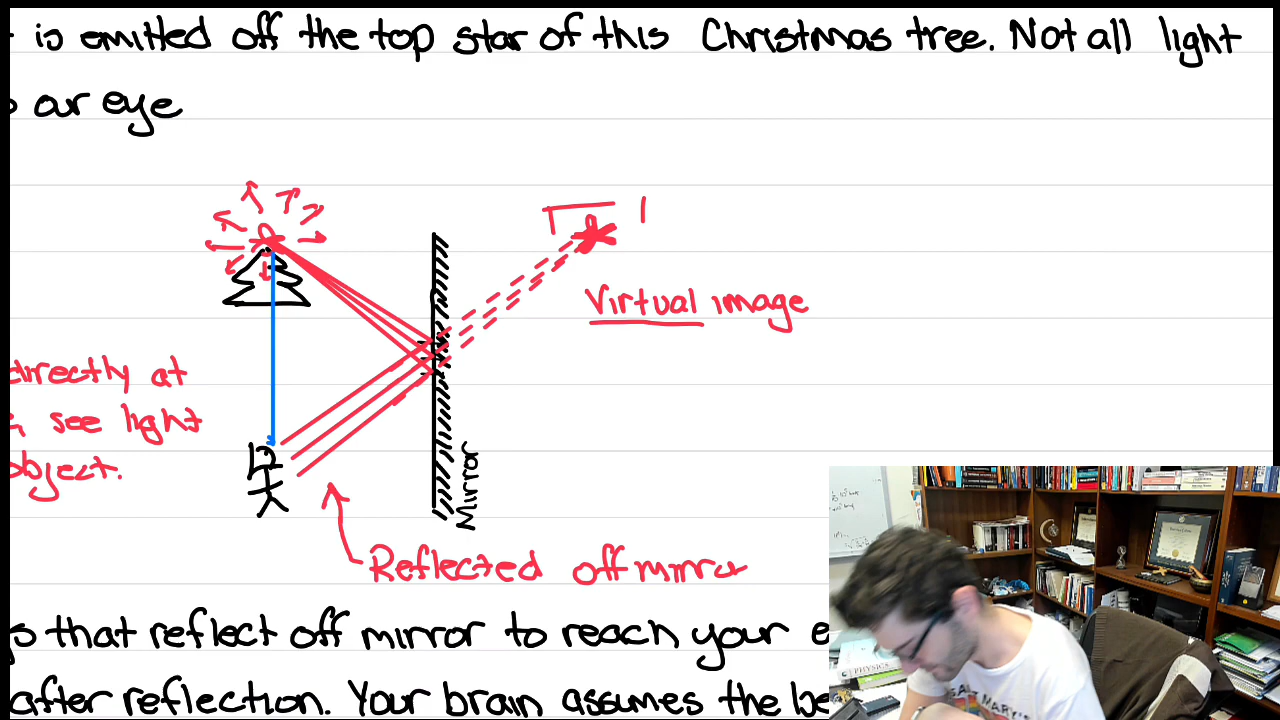 is emitted off the top star of this Christmas tree. Not all light
our eye
Virtual image
directly at
see light
object.
Mirror
Reflected off mirror
that reflect off mirror to reach your
after reflection. Your brain assumes the
PHYSICS